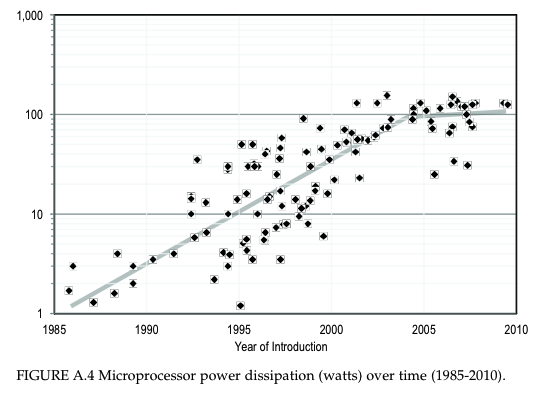 1,000
100
10
1
1985 1990 1995 2000 2005 2010
Year of Introduction
FIGURE A.4 Microprocessor power dissipation (watts) over time (1985-2010).